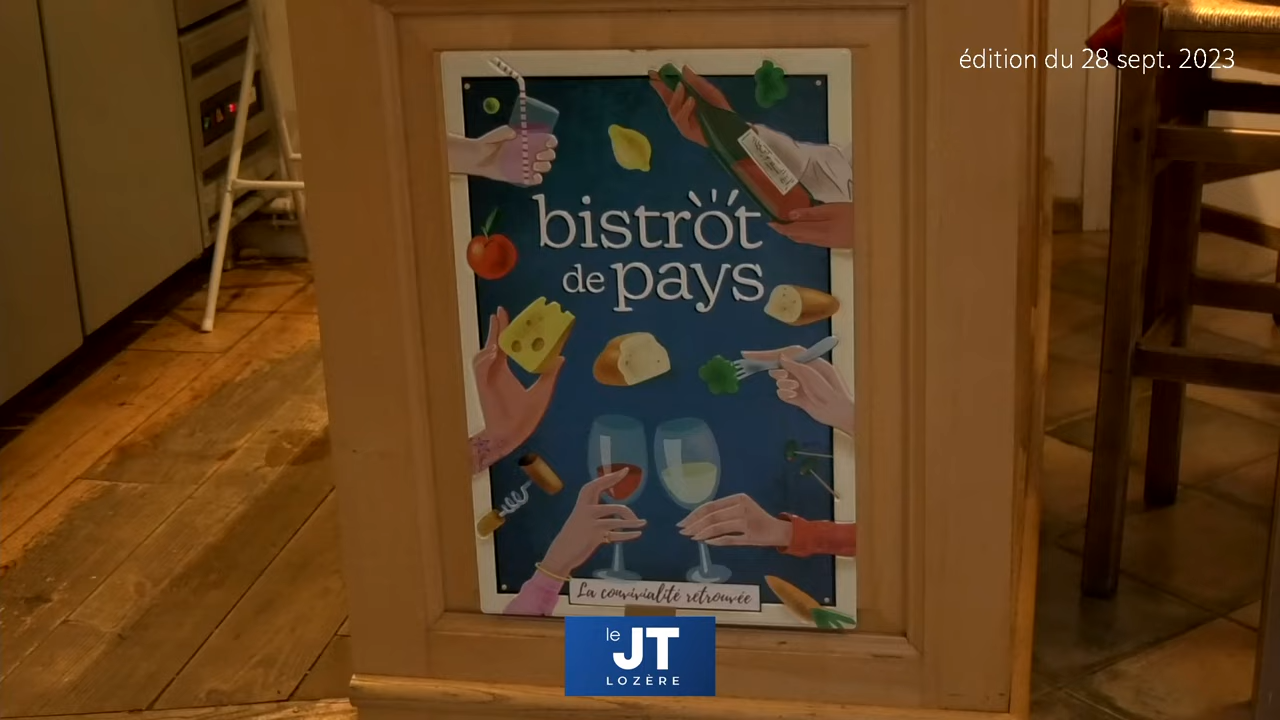 édition du 28 sept. 2023
bistrot
de pays
La convivialité retrouvée
le
JT
LOZÈRE